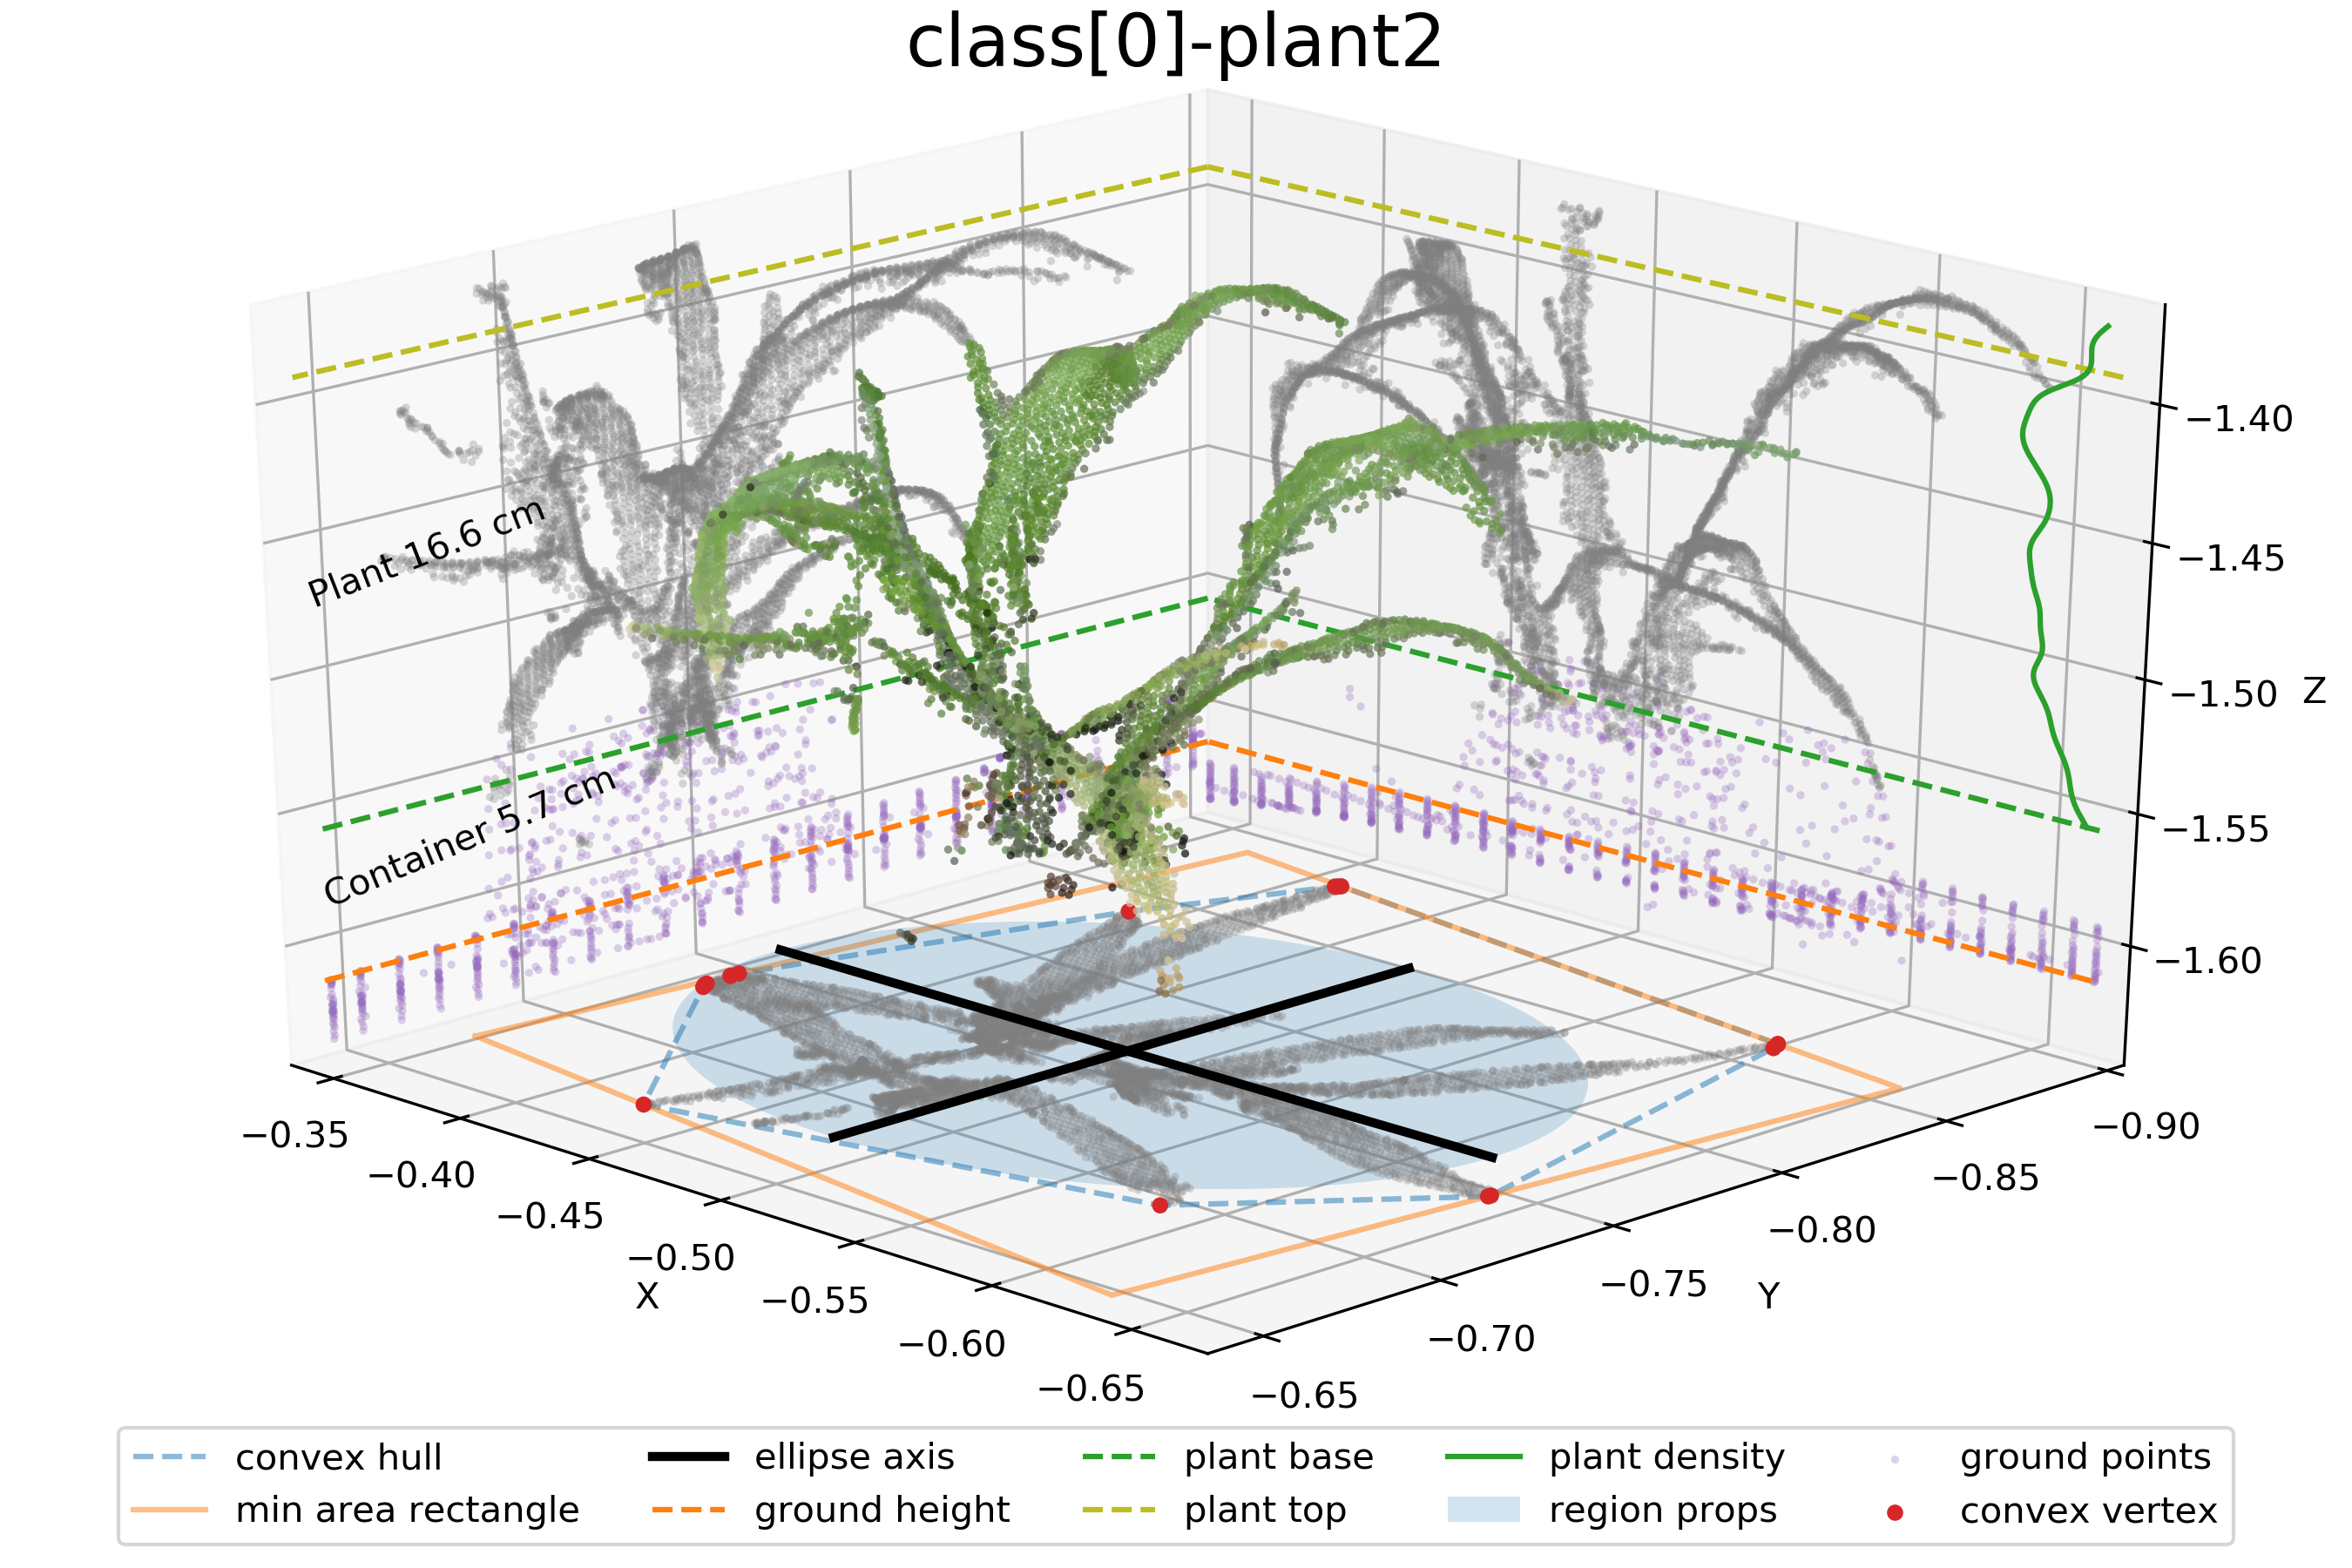 class[0]-plant2
Plant 16.6 cm
Container 5.7 cm
−1.40
−1.45
−1.50
−1.55
−1.60
Z
−0.35
−0.40
−0.45
−0.50
−0.55
−0.60
−0.65
X
−0.65
−0.70
−0.75
−0.80
−0.85
−0.90
Y
convex hull
min area rectangle
ellipse axis
ground height
plant base
plant top
plant density
region props
ground points
convex vertex